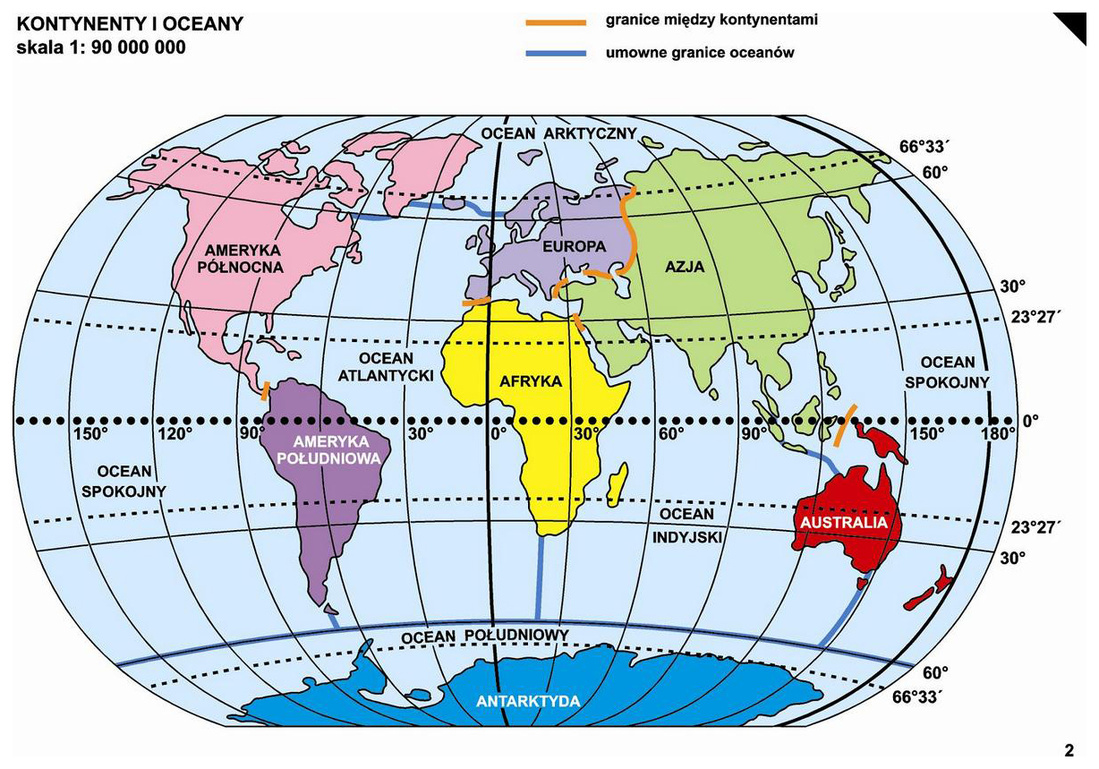 KONTYNENTY I OCEANY
skala 1: 90 000 000
granice między kontynentami
umowne granice oceanów
OCEAN ARKTYCZNY
66°33´
60°
AMERYKA
PÓŁNOCNA
EUROPA
AZJA
30°
23°27´
OCEAN
ATLANTYCKI
AFRYKA
OCEAN
SPOKOJNY
150°
120°
90°
30°
0°
30°
60°
90°
150°
180°
0°
AMERYKA
POŁUDNIOWA
OCEAN
SPOKOJNY
OCEAN
INDYJSKI
AUSTRALIA
23°27´
30°
OCEAN POŁUDNIOWY
60°
66°33´
ANTARKTYDA
2